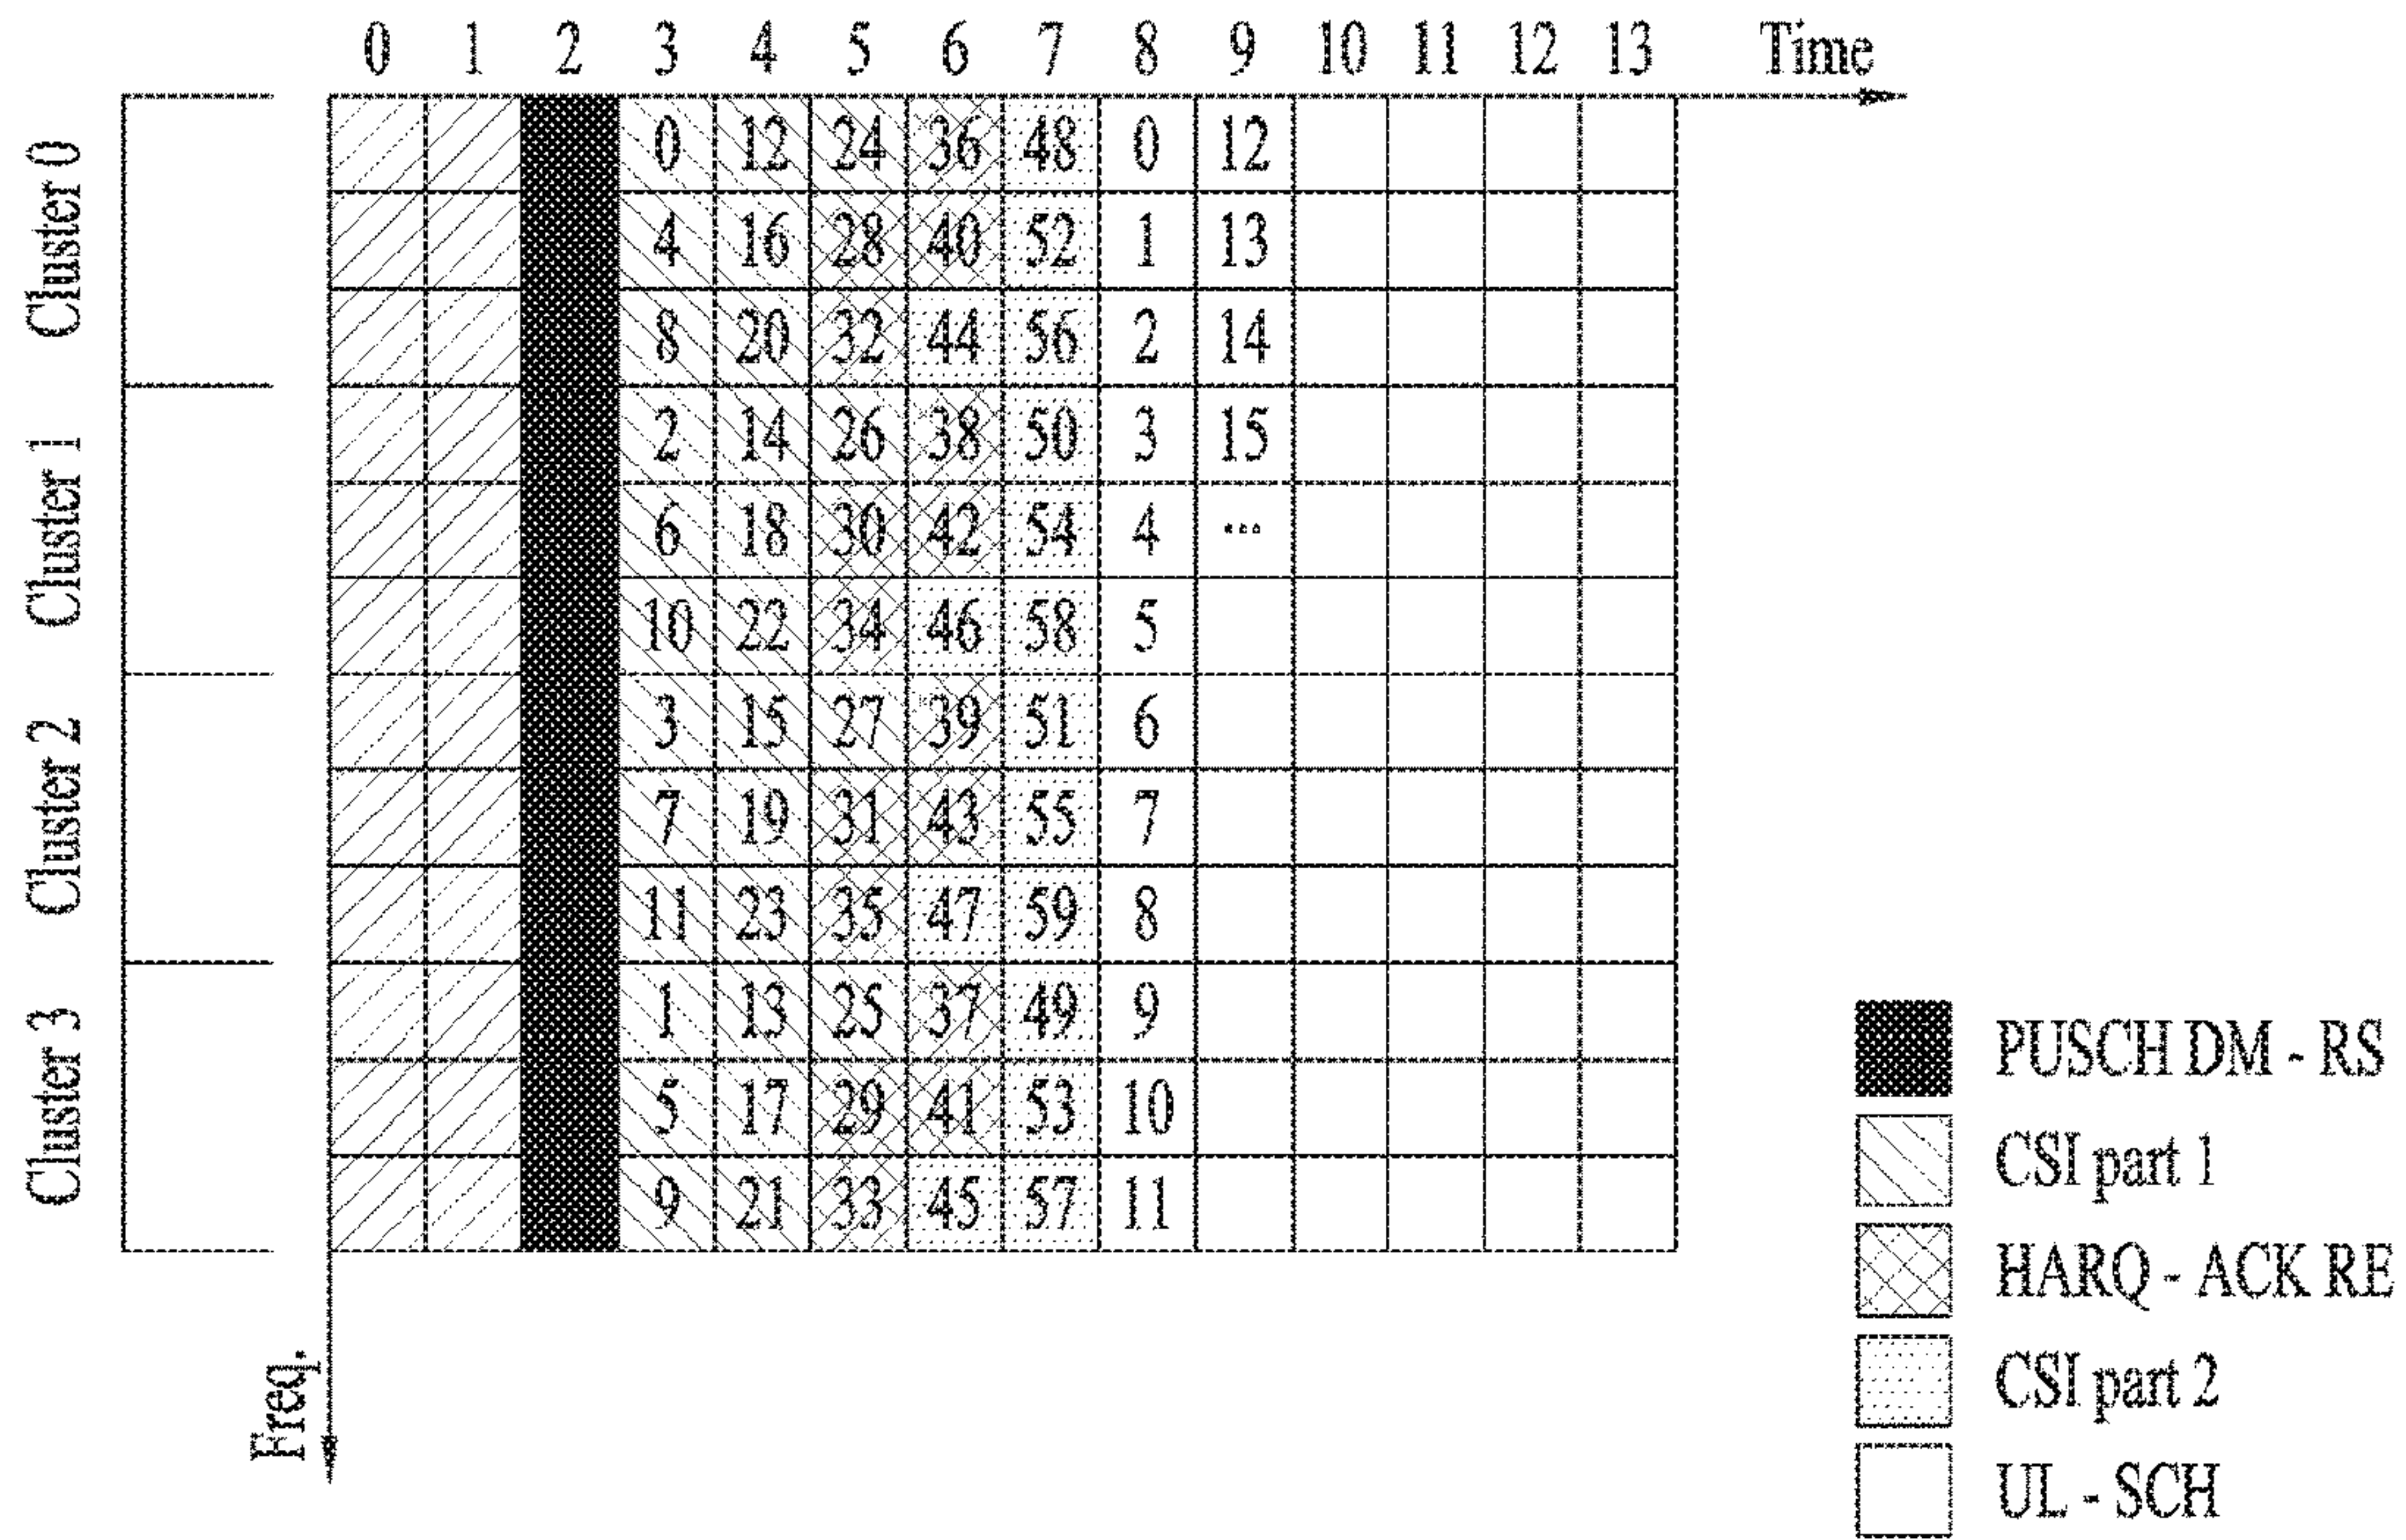 0 1 2 3 4 5 6 7 8 9 10 11 12 13 Time
Cluster 0
0 12 24 36 48 0 12
4 16 28 40 52 1 13
8 20 32 44 56 2 14
Cluster 1
2 14 26 38 50 3 15
6 18 30 42 54 4 ...
10 22 34 46 58 5
Cluster 2
3 15 27 39 51 6
7 19 31 43 55 7
11 23 35 47 59 8
Cluster 3
1 13 25 37 49 9
5 17 29 41 53 10
9 21 33 45 57 11
Freq.
PUSCH DM - RS
CSI part 1
HARQ - ACK RE
CSI part 2
UL - SCH